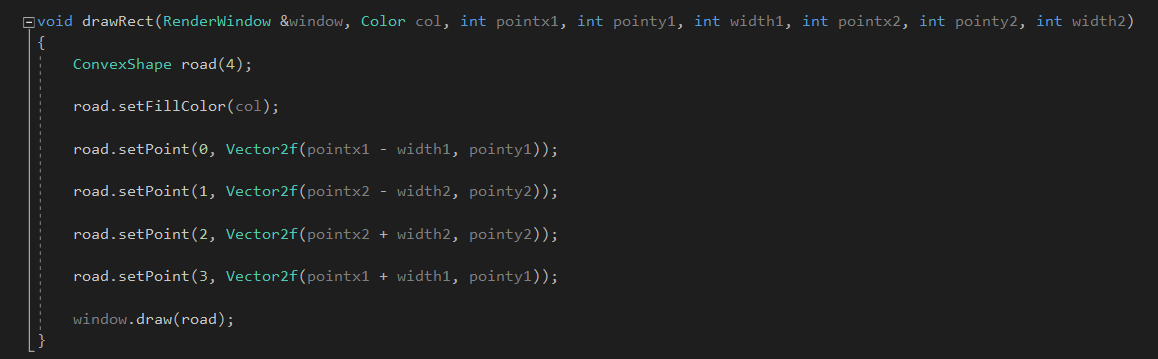 void drawRect(RenderWindow &window, Color col, int pointx1, int pointy1, int width1, int pointx2, int pointy2, int width2)
{
    ConvexShape road(4);
    road.setFillColor(col);
    road.setPoint(0, Vector2f(pointx1 - width1, pointy1));
    road.setPoint(1, Vector2f(pointx2 - width2, pointy2));
    road.setPoint(2, Vector2f(pointx2 + width2, pointy2));
    road.setPoint(3, Vector2f(pointx1 + width1, pointy1));
    window.draw(road);
}